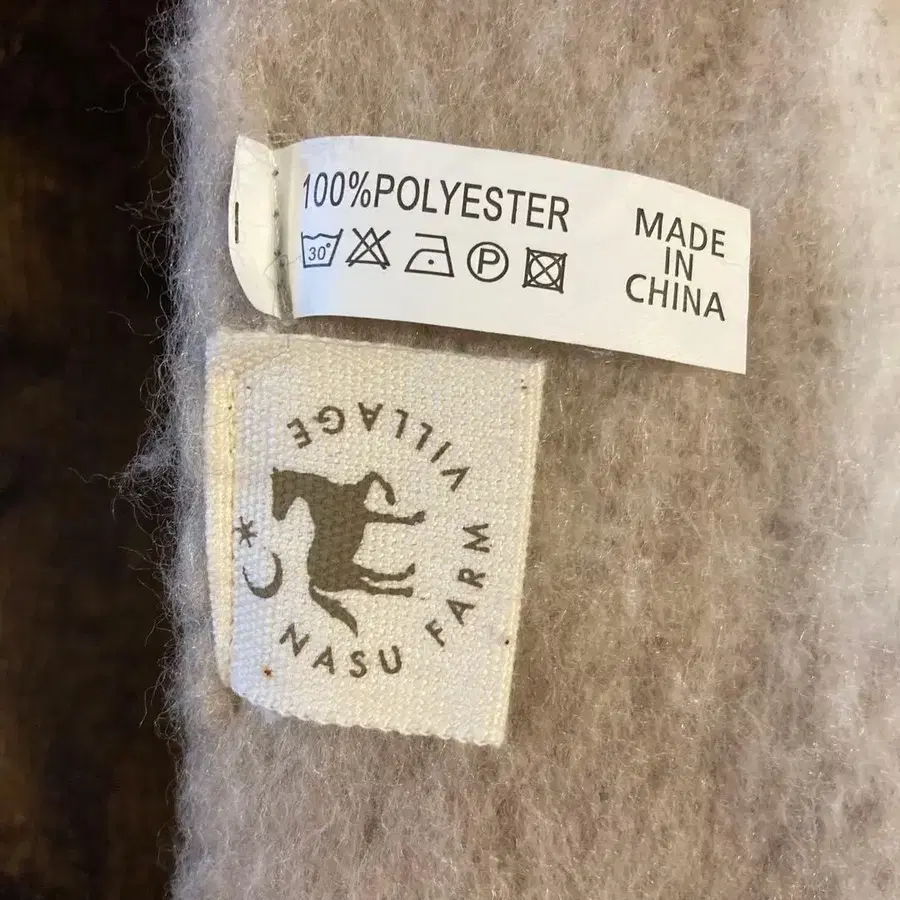 100%POLYESTER
30°
P
MADE
IN
CHINA
NASU FARM VILLAGE